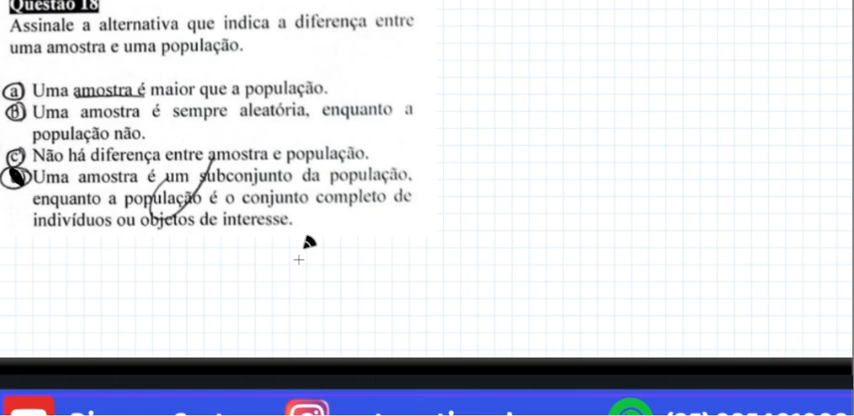 Questão 18
Assinale a alternativa que indica a diferença entre
uma amostra e uma população.
a) Uma amostra é maior que a população.
B) Uma amostra é sempre aleatória, enquanto a
população não.
C) Não há diferença entre amostra e população.
Uma amostra é um subconjunto da população,
enquanto a população é o conjunto completo de
indivíduos ou objetos de interesse.